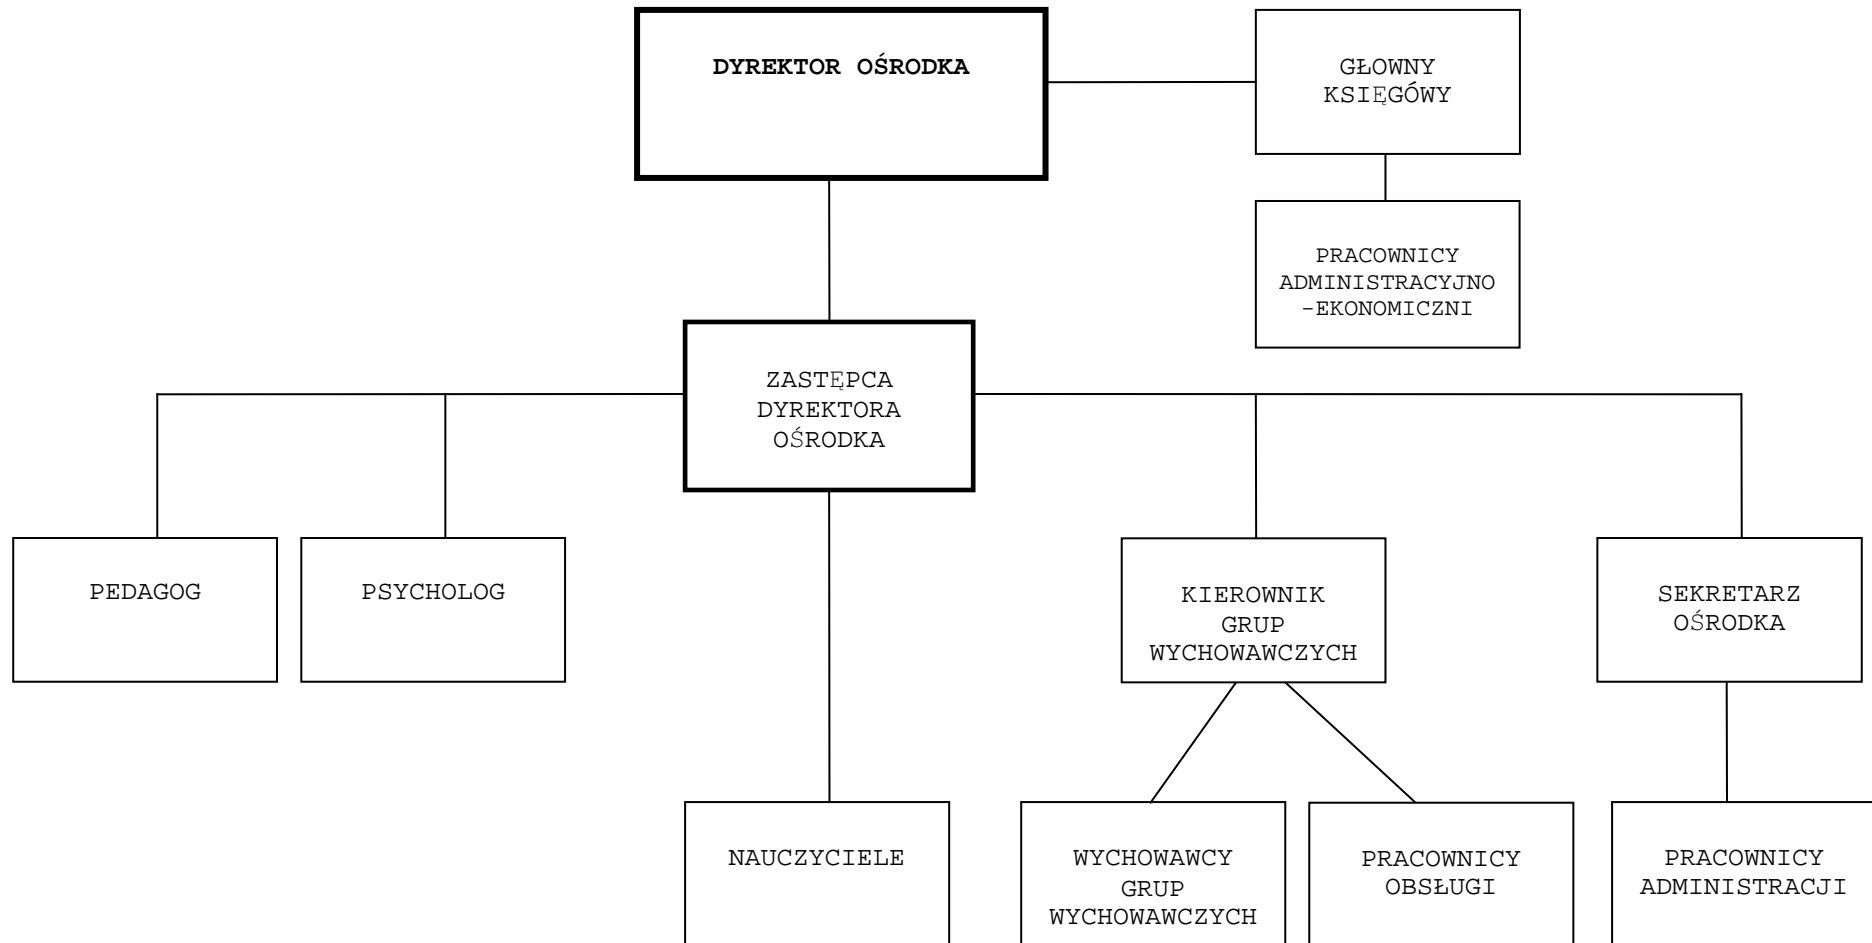 DYREKTOR OŚRODKA
GŁOWNY
KSIĘGÓWY
PRACOWNICY
ADMINISTRACYJNO
-EKONOMICZNI
ZASTĘPCA
DYREKTORA
OŚRODKA
PEDAGOG
PSYCHOLOG
KIEROWNIK
GRUP
WYCHOWAWCZYCH
SEKRETARZ
OŚRODKA
NAUCZYCIELE
WYCHOWAWCY
GRUP
WYCHOWAWCZYCH
PRACOWNICY
OBSŁUGI
PRACOWNICY
ADMINISTRACJI